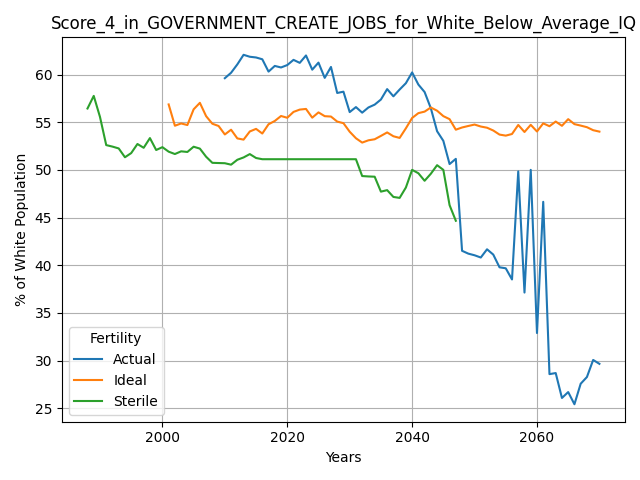 Score_4_in_GOVERNMENT_CREATE_JOBS_for_White_Below_Average_IQ
% of White Population
60
55
50
45
40
35
30
25
Fertility
Actual
Ideal
Sterile
2000 2020 2040 2060
Years